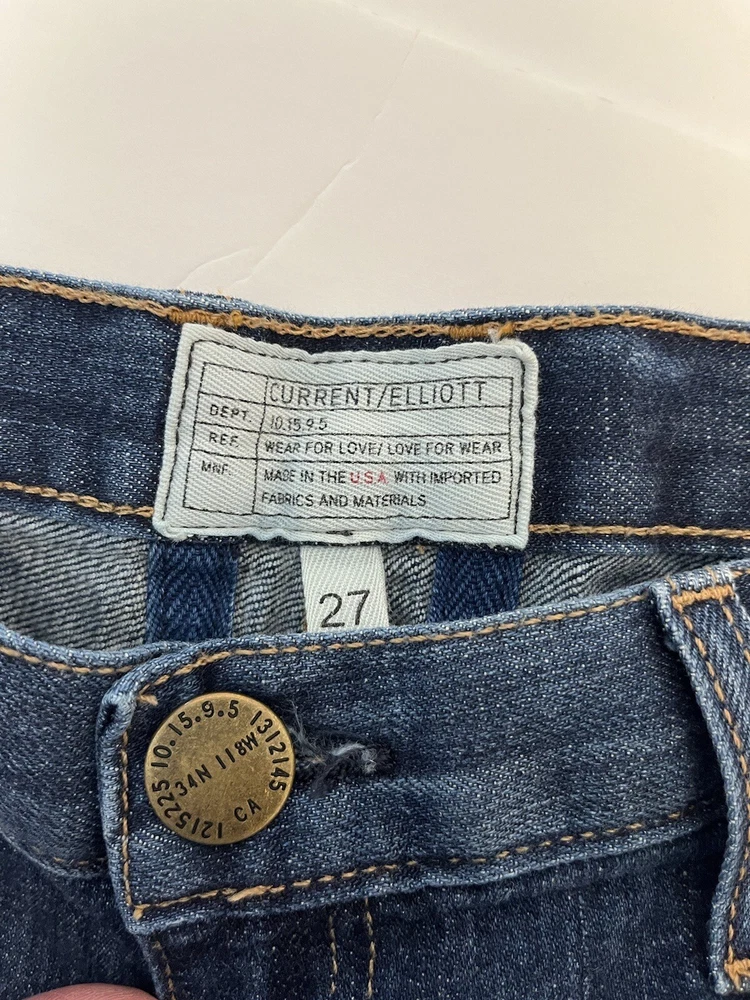 CURRENT/ELLIOTT
DEPT. 10.15.9.5
REF. WEAR FOR LOVE/ LOVE FOR WEAR
MNF. MADE IN THE U.S.A. WITH IMPORTED
FABRICS AND MATERIALS
27
10.15.9.5 1312145
34N 118W
1215225 CA